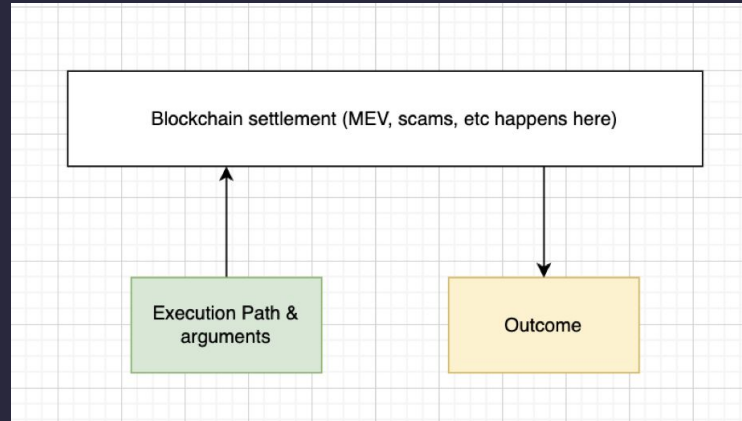 Blockchain settlement (MEV, scams, etc happens here)
Execution Path &
arguments
Outcome